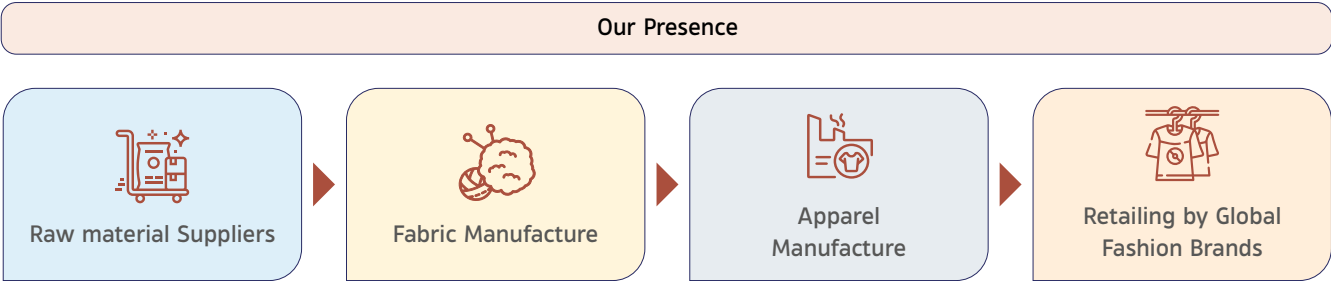 Our Presence
Raw material Suppliers
Fabric Manufacture
Apparel
Manufacture
Retailing by Global
Fashion Brands